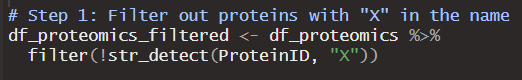 # Step 1: Filter out proteins with "X" in the name
df_proteomics_filtered <- df_proteomics %>%
  filter(!str_detect(ProteinID, "X"))